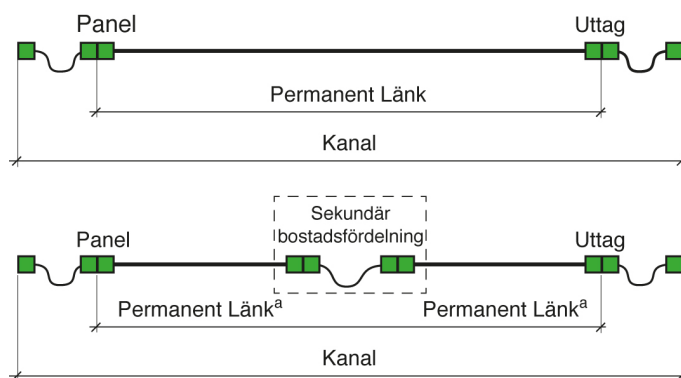 Panel
Uttag
Permanent Länk
Kanal
Sekundär
bostadsfördelning
Panel
Uttag
Permanent Länkᵃ
Permanent Länkᵃ
Kanal